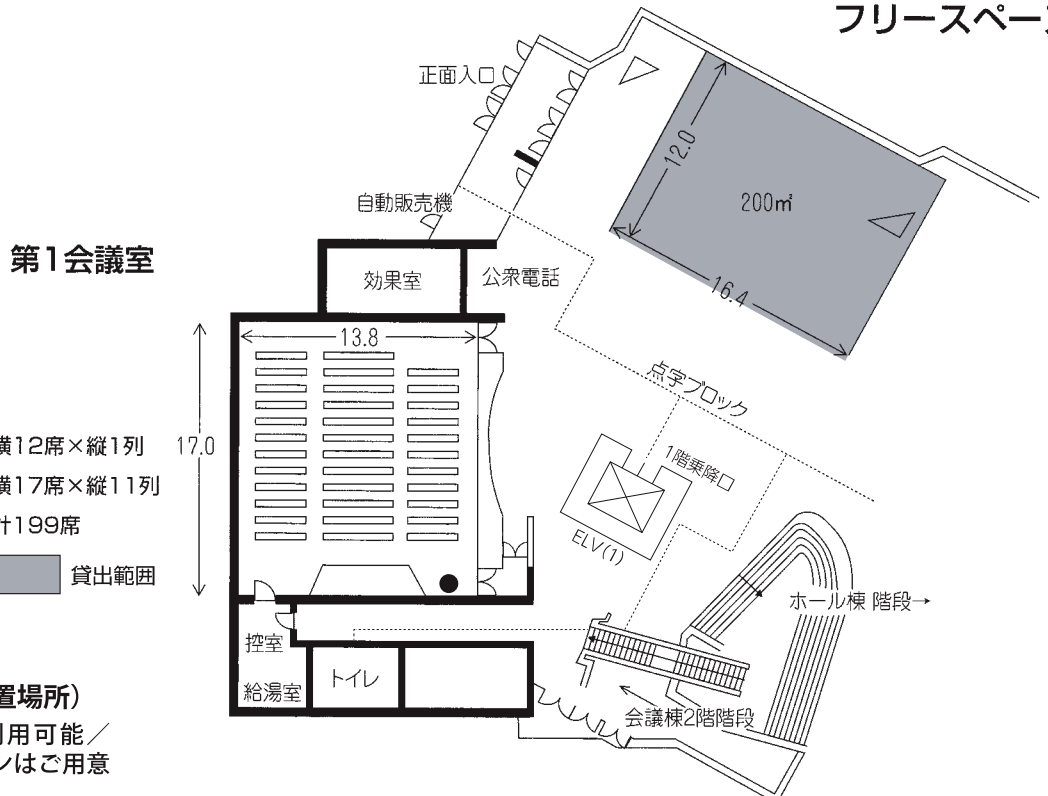 フリースペース
正面入口
12.0
200㎡
自動販売機
第1会議室
効果室
公衆電話
16.4
13.8
点字ブロック
17.0
横12席×縦1列
横17席×縦11列
計199席
1階乗降口
ELV(1)
貸出範囲
ホール棟 階段→
控室
トイレ
給湯室
置場所）
利用可能／
会議棟2階階段
ンはご用意